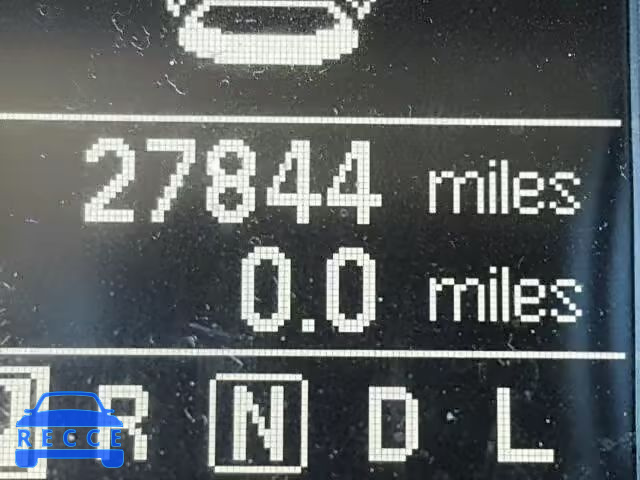 27844 miles
0.0 miles
R N D L
RECCE